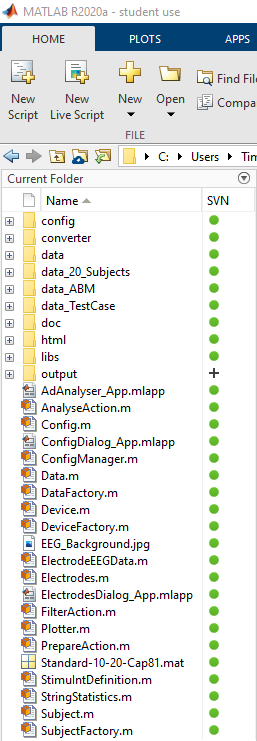 MATLAB R2020a - student use
HOME PLOTS APPS
New Script
New Live Script
New
Open
Find File
Compa
FILE
C: Users Tim
Current Folder
Name SVN
config
converter
data
data_20_Subjects
data_ABM
data_TestCase
doc
html
libs
output
AdAnalyser_App.mlapp
AnalyseAction.m
Config.m
ConfigDialog_App.mlapp
ConfigManager.m
Data.m
DataFactory.m
Device.m
DeviceFactory.m
EEG_Background.jpg
ElectrodeEEGData.m
Electrodes.m
ElectrodesDialog_App.mlapp
FilterAction.m
Plotter.m
PrepareAction.m
Standard-10-20-Cap81.mat
StimuIntDefinition.m
StringStatistics.m
Subject.m
SubjectFactory.m